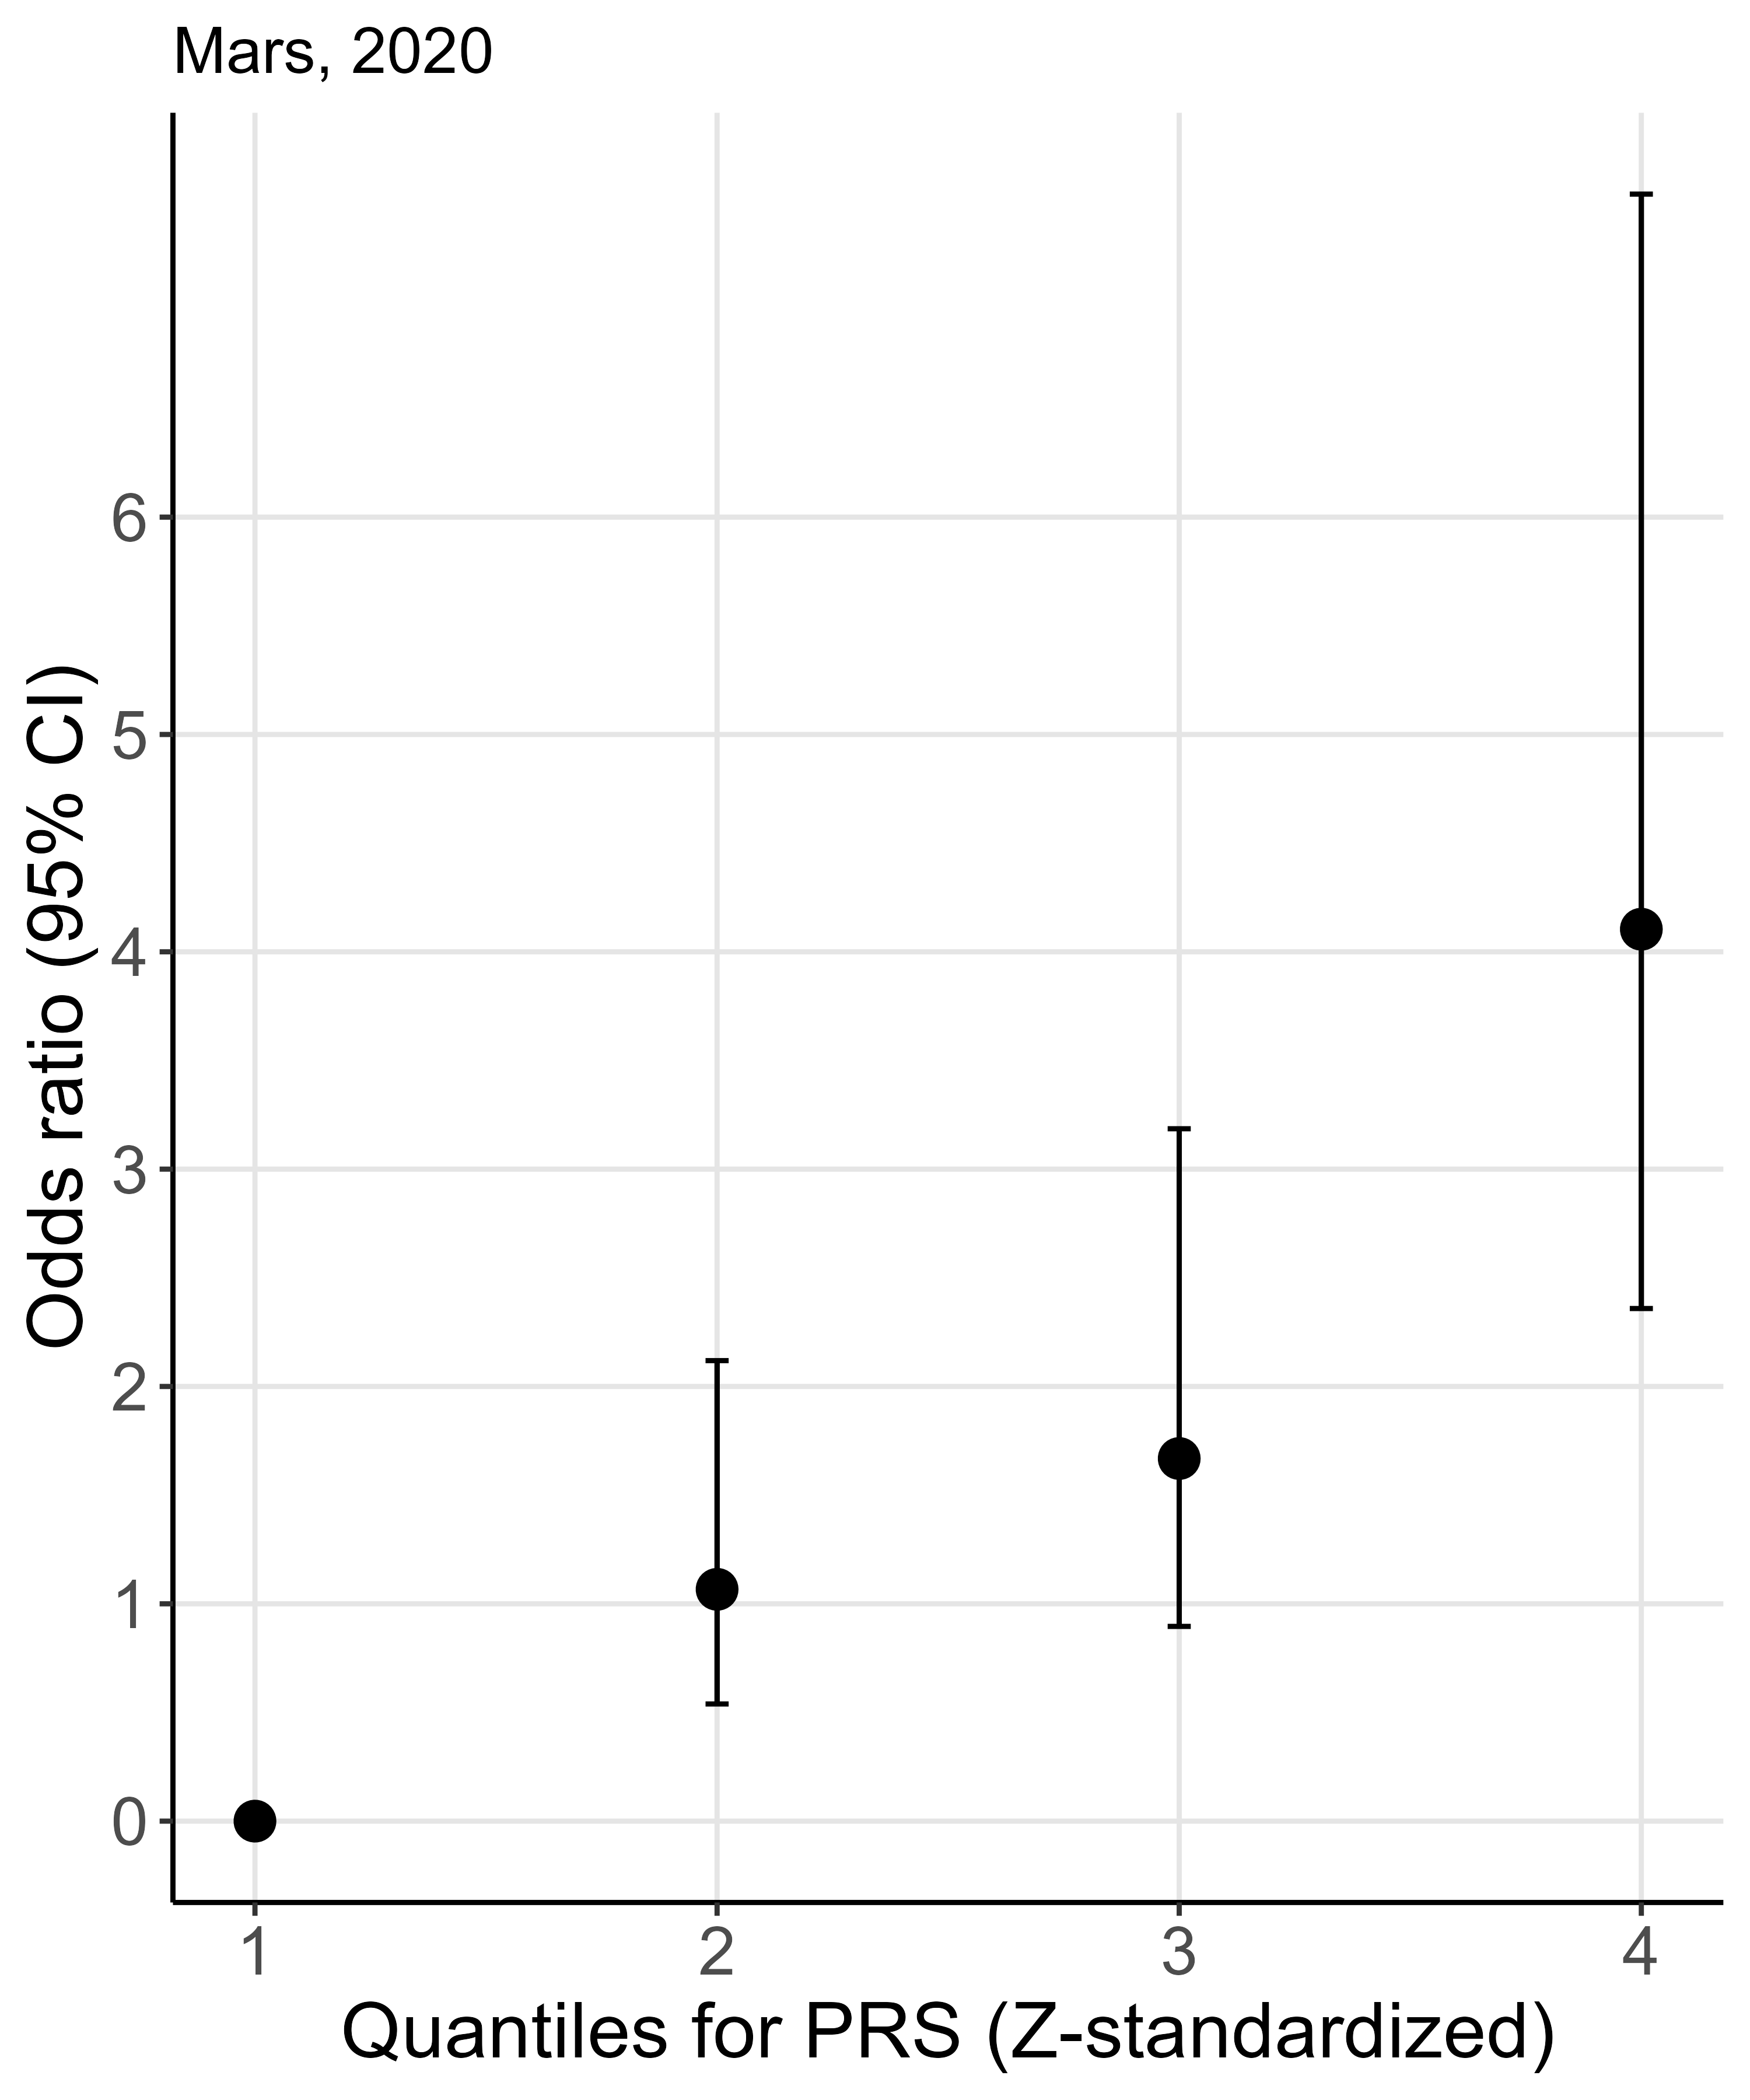 Mars, 2020
Odds ratio (95% CI)
6
5
4
3
2
1
0
1 2 3 4
Quantiles for PRS (Z-standardized)